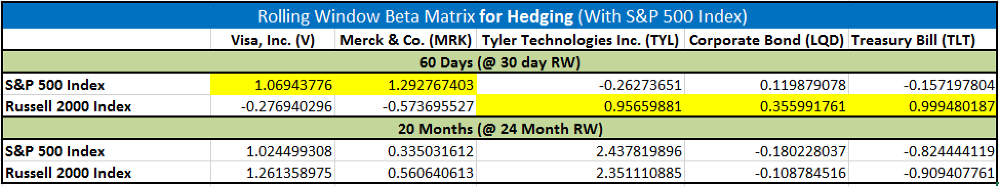 Rolling Window Beta Matrix for Hedging (With S&P 500 Index)
Visa, Inc. (V) Merck & Co. (MRK) Tyler Technologies Inc. (TYL) Corporate Bond (LQD) Treasury Bill (TLT)
60 Days (@ 30 day RW)
S&P 500 Index 1.06943776 1.292767403 -0.26273651 0.119879078 -0.157197804
Russell 2000 Index -0.276940296 -0.573695527 0.95659881 0.355991761 0.999480187
20 Months (@ 24 Month RW)
S&P 500 Index 1.024499308 0.335031612 2.437819896 -0.180228037 -0.824444119
Russell 2000 Index 1.261358975 0.560640613 2.351110885 -0.108784516 -0.909407761